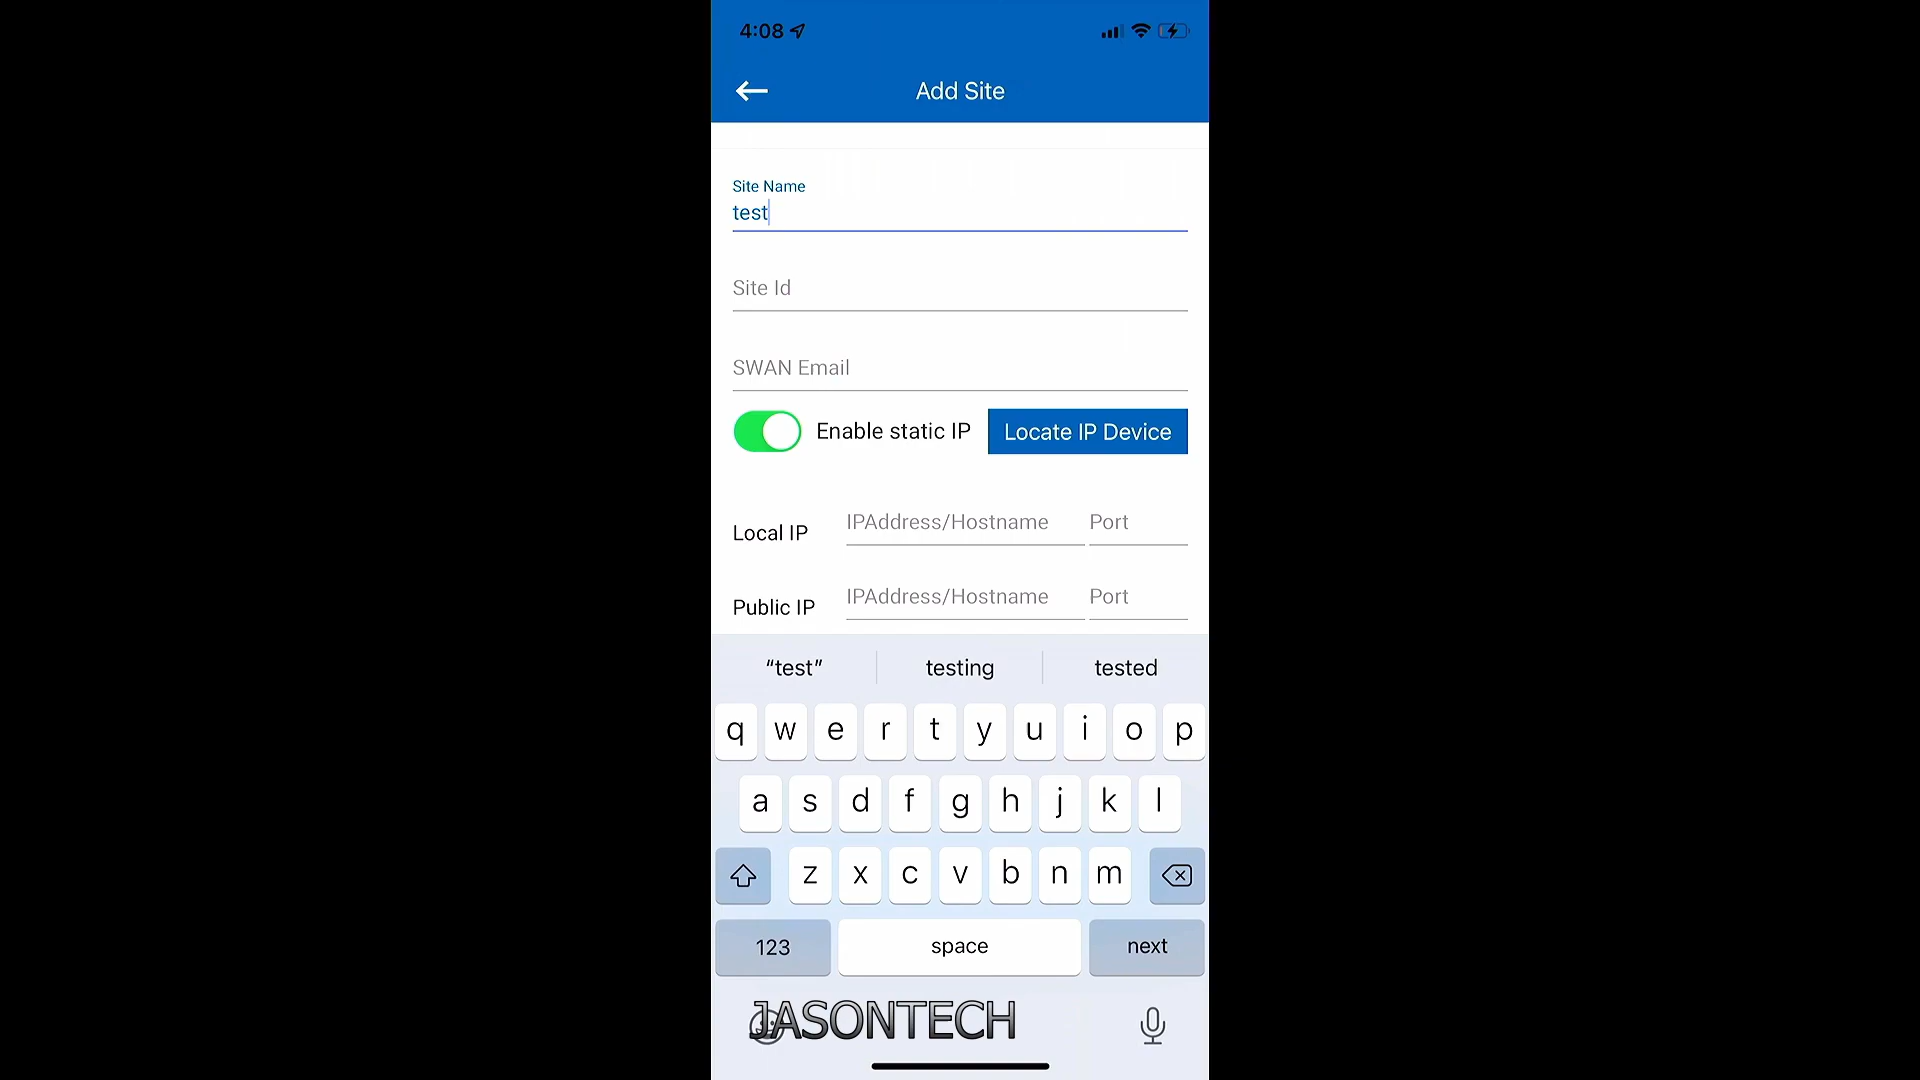 4:08
Add Site
Site Name
test
Site Id
SWAN Email
Enable static IP Locate IP Device
Local IP IPAddress/Hostname Port
Public IP IPAddress/Hostname Port
“test” testing tested
q w e r t y u i o p
a s d f g h j k l
z x c v b n m
123 space next
JASONTECH